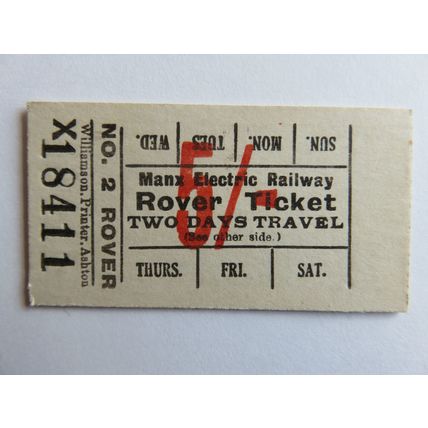 X18411
Williamson, Printer, Ashton
NO. 2 ROVER
SUN. MON. TUES. WED.
5/-
Manx Electric Railway
Rover Ticket
TWO DAYS TRAVEL
(See other side.)
THURS. FRI. SAT.